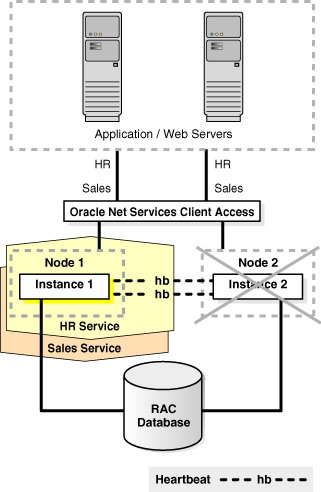 Application / Web Servers
HR HR
Sales Sales
Oracle Net Services Client Access
Node 1 Node 2
Instance 1 hb Instance 2
hb
HR Service
Sales Service
RAC
Database
Heartbeat hb